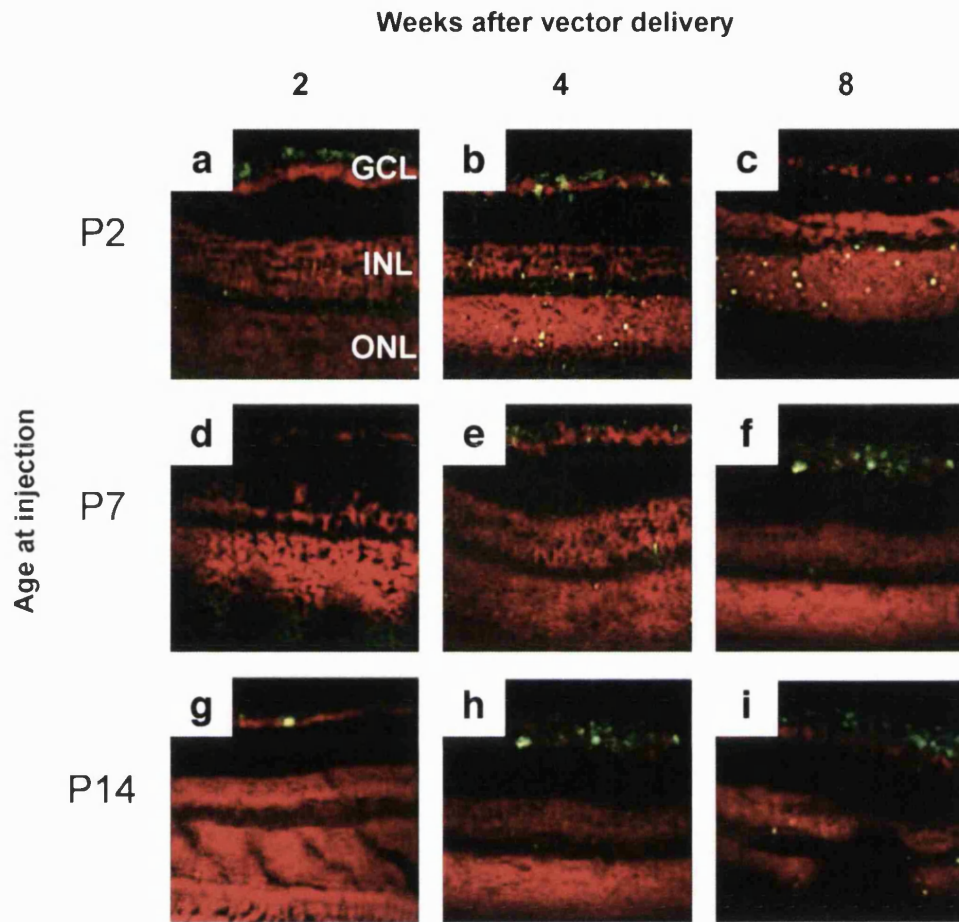 Weeks after vector delivery
2 4 8
a GCL b c
P2
INL
ONL
Age at injection
d e f
P7
g h i
P14